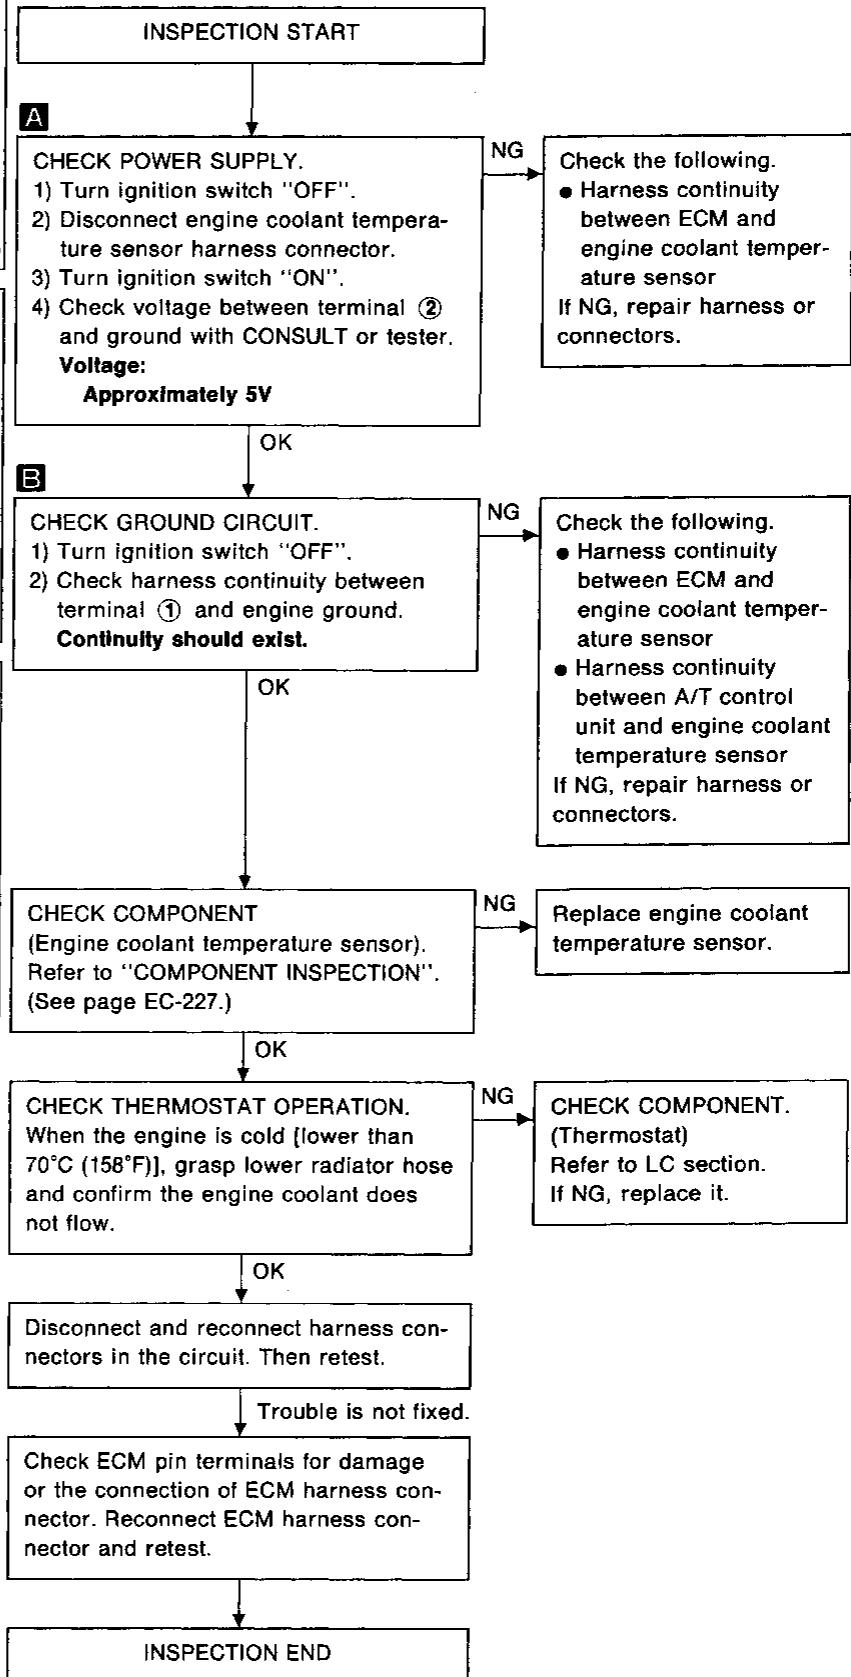 INSPECTION START
A
CHECK POWER SUPPLY.
1) Turn ignition switch "OFF".
2) Disconnect engine coolant tempera-
ture sensor harness connector.
3) Turn ignition switch "ON".
4) Check voltage between terminal ②
and ground with CONSULT or tester.
Voltage:
Approximately 5V
NG
Check the following.
● Harness continuity
between ECM and
engine coolant temper-
ature sensor
If NG, repair harness or
connectors.
OK
B
CHECK GROUND CIRCUIT.
1) Turn ignition switch "OFF".
2) Check harness continuity between
terminal ① and engine ground.
Continuity should exist.
NG
Check the following.
● Harness continuity
between ECM and
engine coolant temper-
ature sensor
● Harness continuity
between A/T control
unit and engine coolant
temperature sensor
If NG, repair harness or
connectors.
OK
CHECK COMPONENT
(Engine coolant temperature sensor).
Refer to "COMPONENT INSPECTION".
(See page EC-227.)
NG
Replace engine coolant
temperature sensor.
OK
CHECK THERMOSTAT OPERATION.
When the engine is cold [lower than
70°C (158°F)], grasp lower radiator hose
and confirm the engine coolant does
not flow.
NG
CHECK COMPONENT.
(Thermostat)
Refer to LC section.
If NG, replace it.
OK
Disconnect and reconnect harness con-
nectors in the circuit. Then retest.
Trouble is not fixed.
Check ECM pin terminals for damage
or the connection of ECM harness con-
nector. Reconnect ECM harness con-
nector and retest.
INSPECTION END